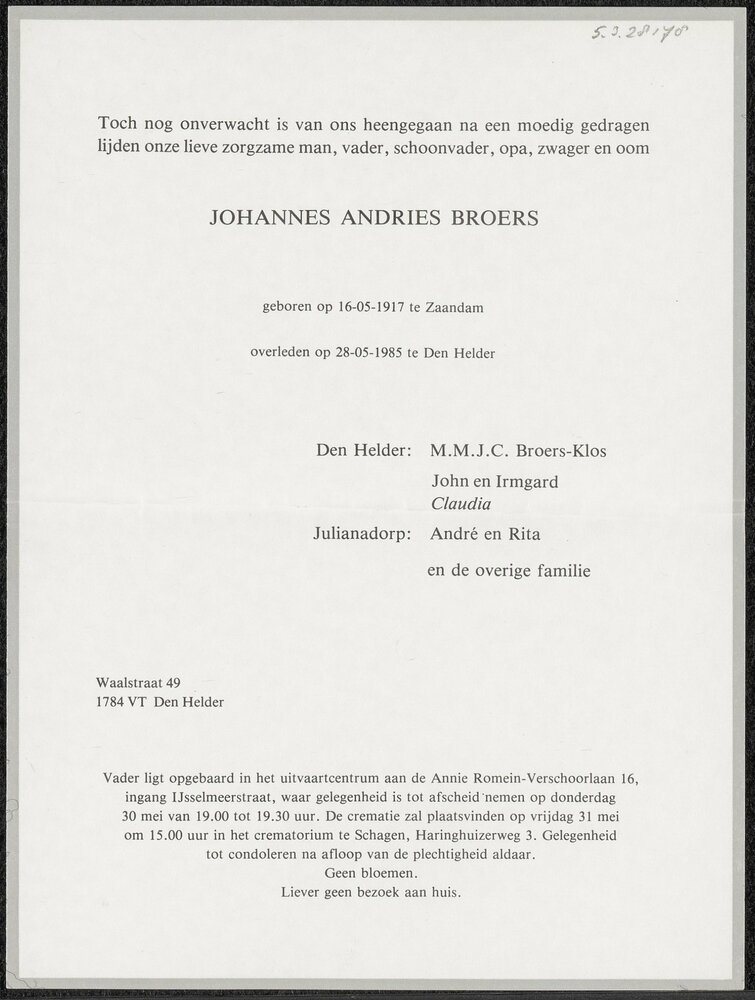 5.3.28178
Toch nog onverwacht is van ons heengegaan na een moedig gedragen
lijden onze lieve zorgzame man, vader, schoonvader, opa, zwager en oom
JOHANNES ANDRIES BROERS
geboren op 16-05-1917 te Zaandam
overleden op 28-05-1985 te Den Helder
Den Helder: M.M.J.C. Broers-Klos
John en Irmgard
Claudia
Julianadorp: André en Rita
en de overige familie
Waalstraat 49
1784 VT Den Helder
Vader ligt opgebaard in het uitvaartcentrum aan de Annie Romein-Verschoorlaan 16,
ingang IJsselmeerstraat, waar gelegenheid is tot afscheid nemen op donderdag
30 mei van 19.00 tot 19.30 uur. De crematie zal plaatsvinden op vrijdag 31 mei
om 15.00 uur in het crematorium te Schagen, Haringhuizerweg 3. Gelegenheid
tot condoleren na afloop van de plechtigheid aldaar.
Geen bloemen.
Liever geen bezoek aan huis.